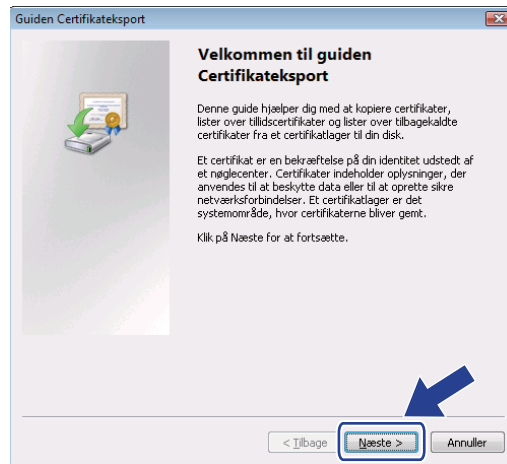 Guiden Certifikateksport
Velkommen til guiden
Certifikateksport
Denne guide hjælper dig med at kopiere certifikater,
lister over tillidscertifikater og lister over tilbagekaldte
certifikater fra et certifikatlager til din disk.
Et certifikat er en bekræftelse på din identitet udstedt af
et nøglecenter. Certifikater indeholder oplysninger, der
anvendes til at beskytte data eller til at oprette sikre
netværksforbindelser. Et certifikatlager er det
systemområde, hvor certifikaterne bliver gemt.
Klik på Næste for at fortsætte.
< Tilbage Næste > Annuller